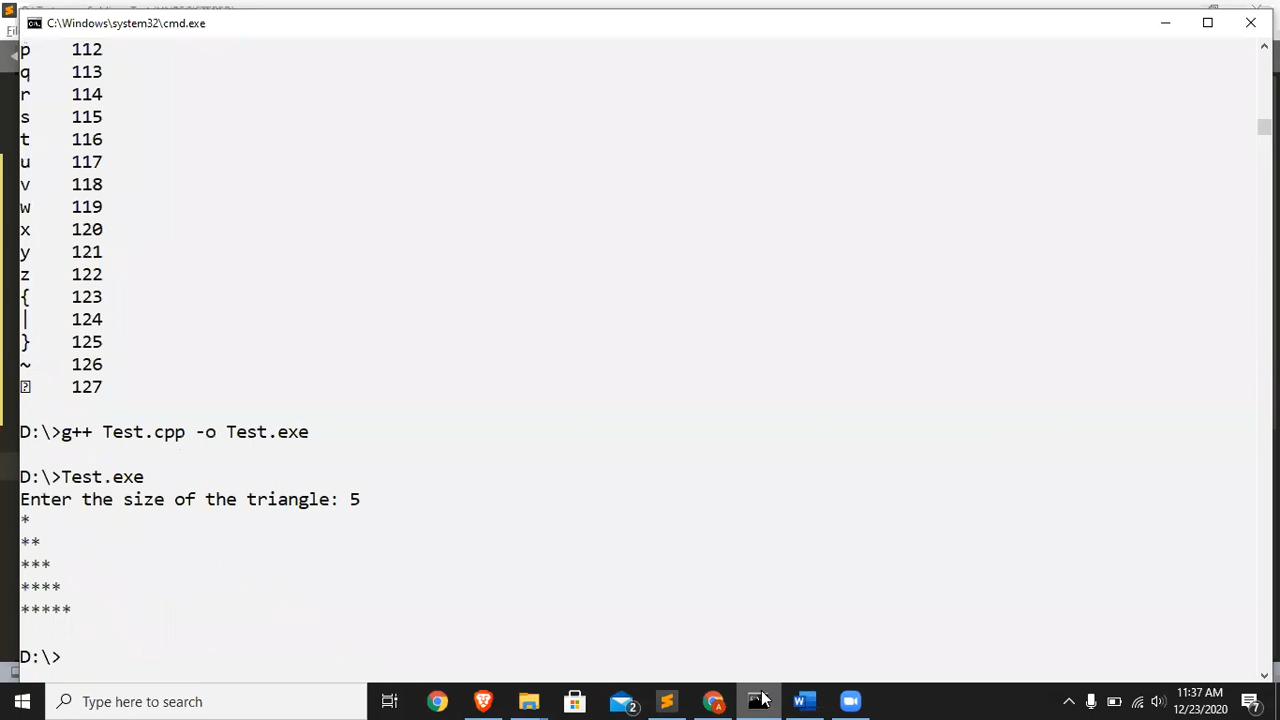 C:\Windows\system32\cmd.exe
p 112
q 113
r 114
s 115
t 116
u 117
v 118
w 119
x 120
y 121
z 122
{ 123
| 124
} 125
~ 126
127
D:\>g++ Test.cpp -o Test.exe
D:\>Test.exe
Enter the size of the triangle: 5
*
**
***
****
*****
D:\>
Type here to search
2
11:37 AM
12/23/2020
7